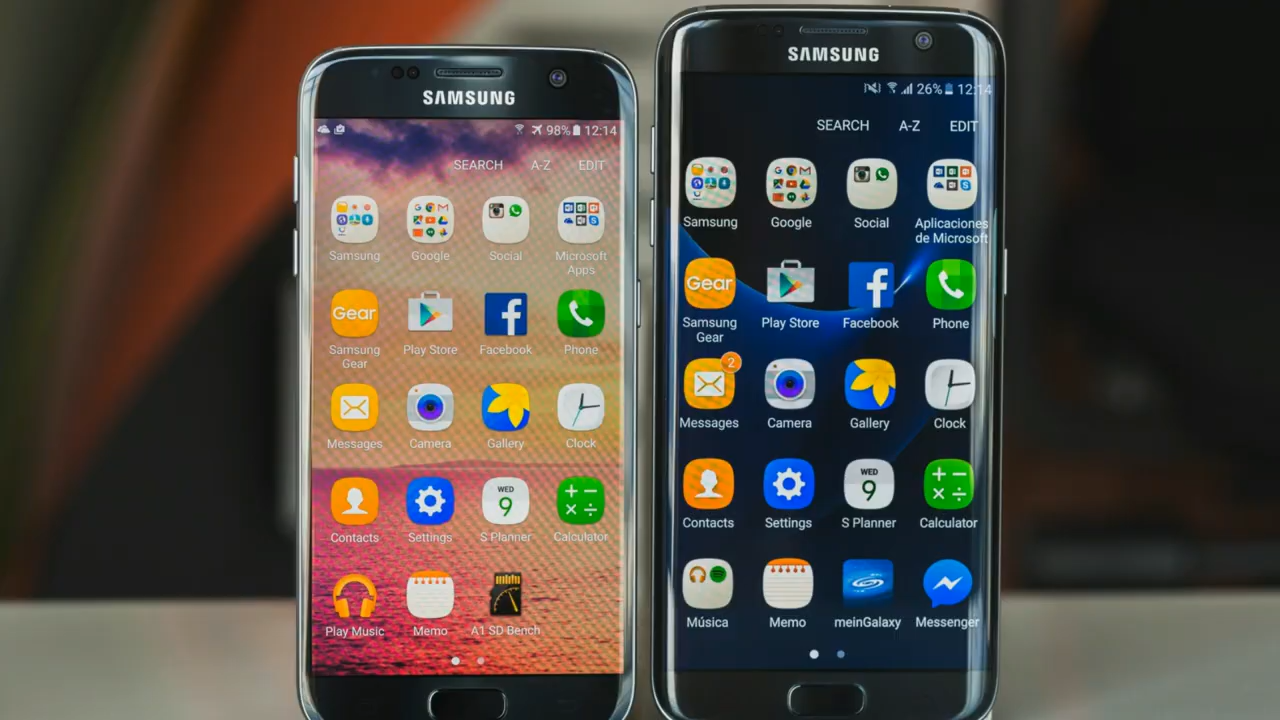 SAMSUNG
98% 12:14
SEARCH A-Z EDIT
Samsung Google Social Microsoft
Apps
Gear
Samsung Play Store Facebook Phone
Gear
Messages Camera Gallery Clock
WED
9
Contacts Settings S Planner Calculator
Play Music Memo A1 SD Bench
SAMSUNG
26% 12:14
SEARCH A-Z EDIT
Samsung Google Social Aplicaciones
de Microsoft
Gear
Samsung Play Store Facebook Phone
Gear
2
Messages Camera Gallery Clock
WED
9
Contacts Settings S Planner Calculator
Música Memo meinGalaxy Messenger